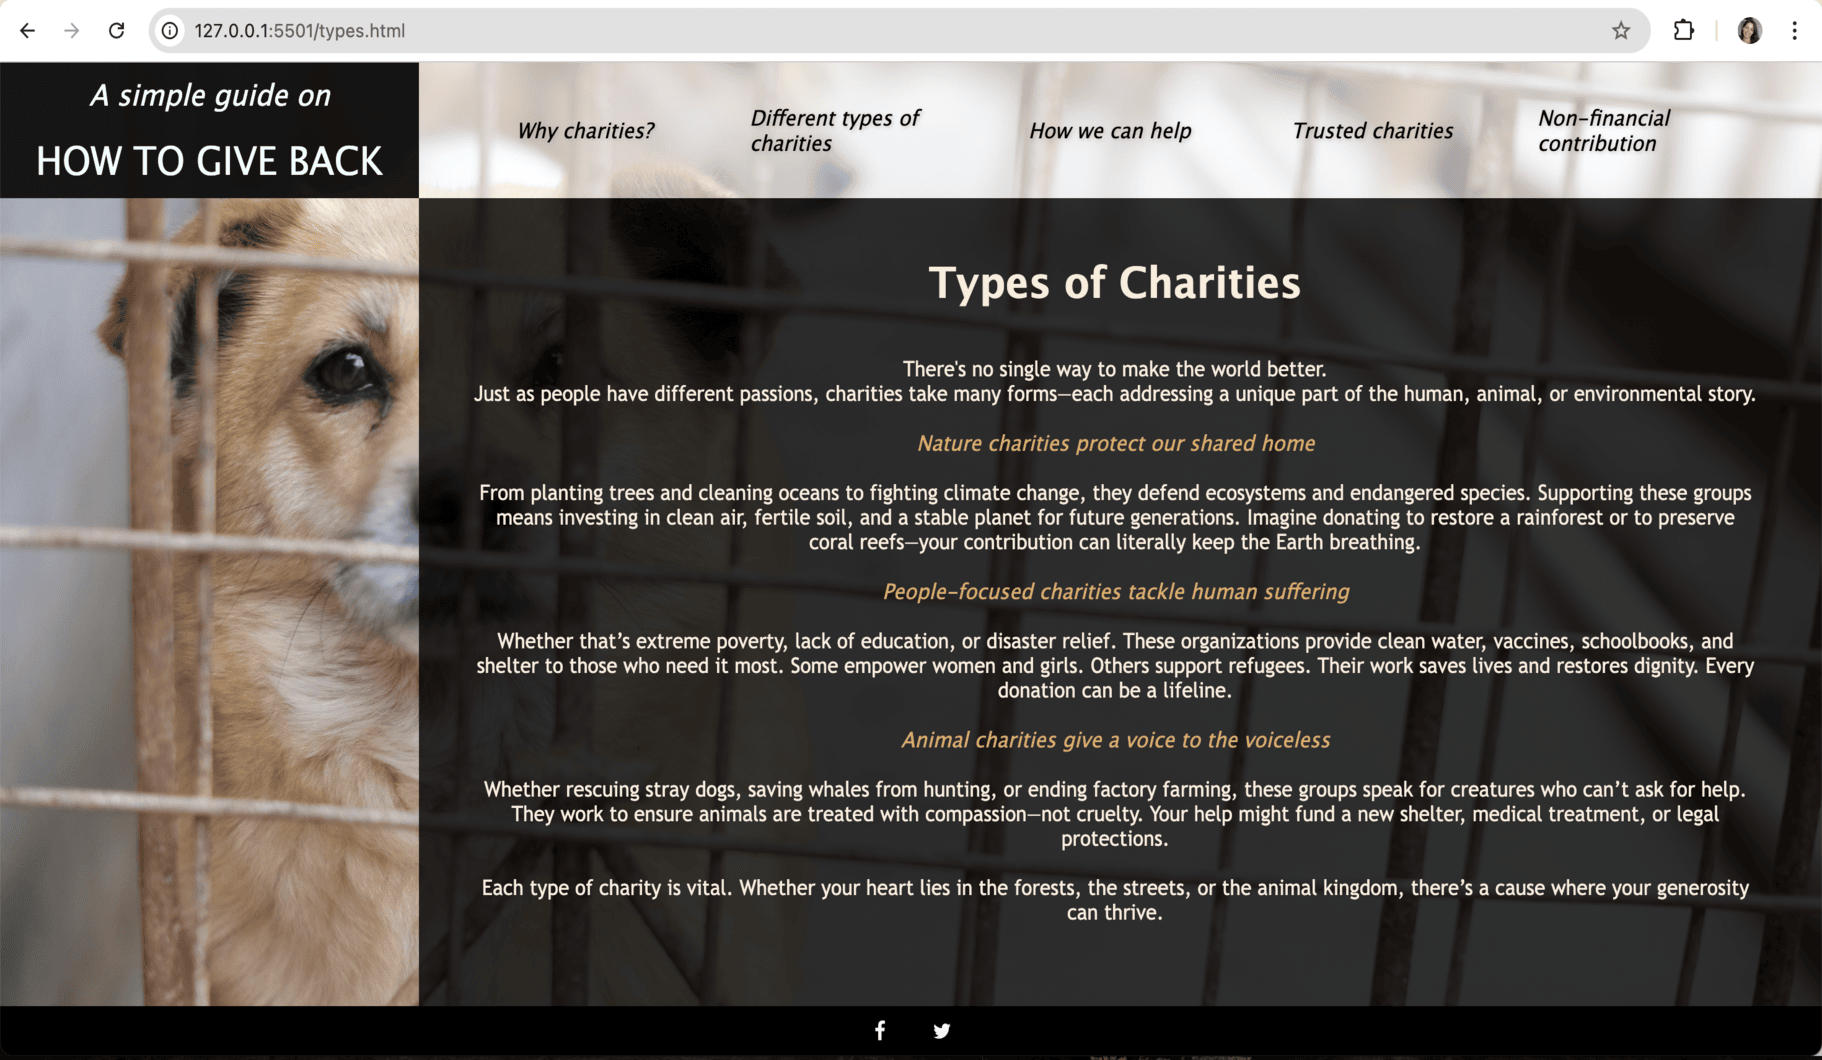 127.0.0.1:5501/types.html
A simple guide on
HOW TO GIVE BACK
Why charities?
Different types of
charities
How we can help
Trusted charities
Non-financial
contribution
Types of Charities
There's no single way to make the world better.
Just as people have different passions, charities take many forms—each addressing a unique part of the human, animal, or environmental story.
Nature charities protect our shared home
From planting trees and cleaning oceans to fighting climate change, they defend ecosystems and endangered species. Supporting these groups
means investing in clean air, fertile soil, and a stable planet for future generations. Imagine donating to restore a rainforest or to preserve
coral reefs—your contribution can literally keep the Earth breathing.
People-focused charities tackle human suffering
Whether that’s extreme poverty, lack of education, or disaster relief. These organizations provide clean water, vaccines, schoolbooks, and
shelter to those who need it most. Some empower women and girls. Others support refugees. Their work saves lives and restores dignity. Every
donation can be a lifeline.
Animal charities give a voice to the voiceless
Whether rescuing stray dogs, saving whales from hunting, or ending factory farming, these groups speak for creatures who can’t ask for help.
They work to ensure animals are treated with compassion—not cruelty. Your help might fund a new shelter, medical treatment, or legal
protections.
Each type of charity is vital. Whether your heart lies in the forests, the streets, or the animal kingdom, there’s a cause where your generosity
can thrive.